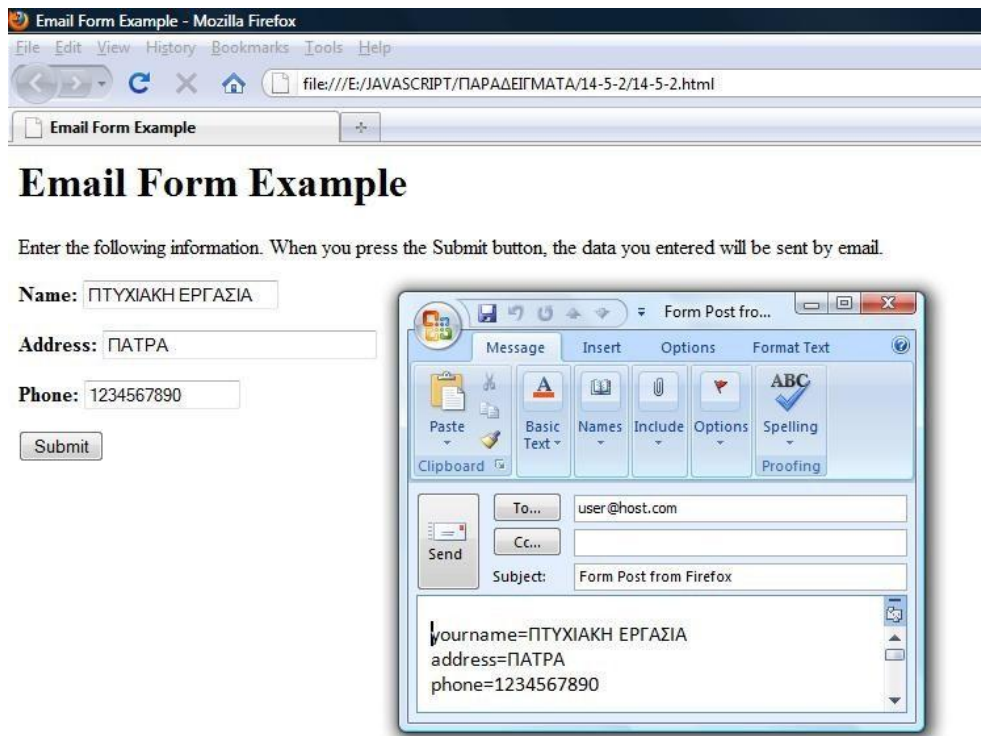 Email Form Example - Mozilla Firefox
File Edit View History Bookmarks Tools Help
file:///E:/JAVASCRIPT/ΠΑΡΑΔΕΙΓΜΑΤΑ/14-5-2/14-5-2.html
Email Form Example
Email Form Example
Enter the following information. When you press the Submit button, the data you entered will be sent by email.
Name: ΠΤΥΧΙΑΚΗ ΕΡΓΑΣΙΑ
Address: ΠΑΤΡΑ
Phone: 1234567890
Submit
Form Post fro...
Message Insert Options Format Text
Paste
Basic Text
Names
Include
Options
ABC
Spelling
Clipboard
Proofing
Send
To... user@host.com
Cc...
Subject: Form Post from Firefox
yourname=ΠΤΥΧΙΑΚΗ ΕΡΓΑΣΙΑ
address=ΠΑΤΡΑ
phone=1234567890